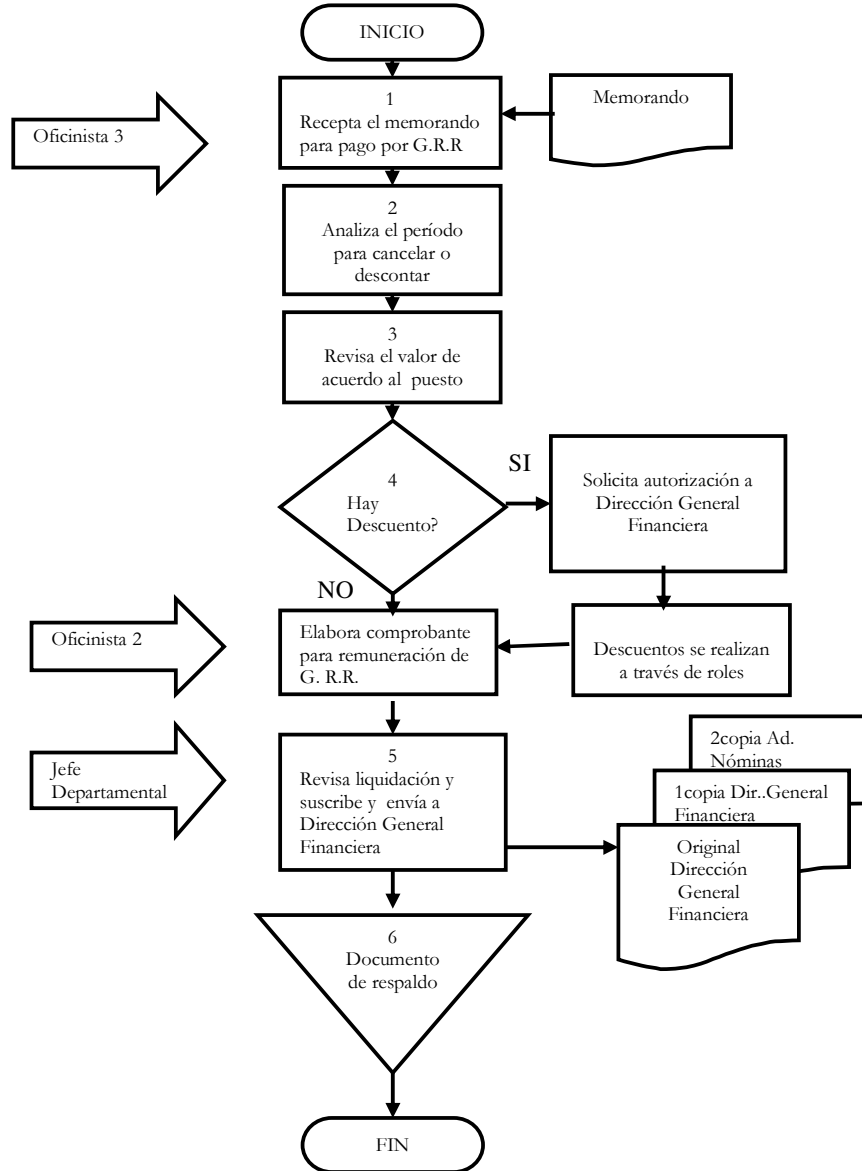 INICIO
1
Recepta el memorando
para pago por G.R.R
Memorando
Oficinista 3
2
Analiza el período
para cancelar o
descontar
3
Revisa el valor de
acuerdo al puesto
4
Hay
Descuento?
SI
Solicita autorización a
Dirección General
Financiera
NO
Oficinista 2
Elabora comprobante
para remuneración de
G. R.R.
Descuentos se realizan
a través de roles
Jefe
Departamental
5
Revisa liquidación y
suscribe y envía a
Dirección General
Financiera
2copia Ad.
Nóminas
1copia Dir..General
Financiera
Original
Dirección
General
Financiera
6
Documento
de respaldo
FIN